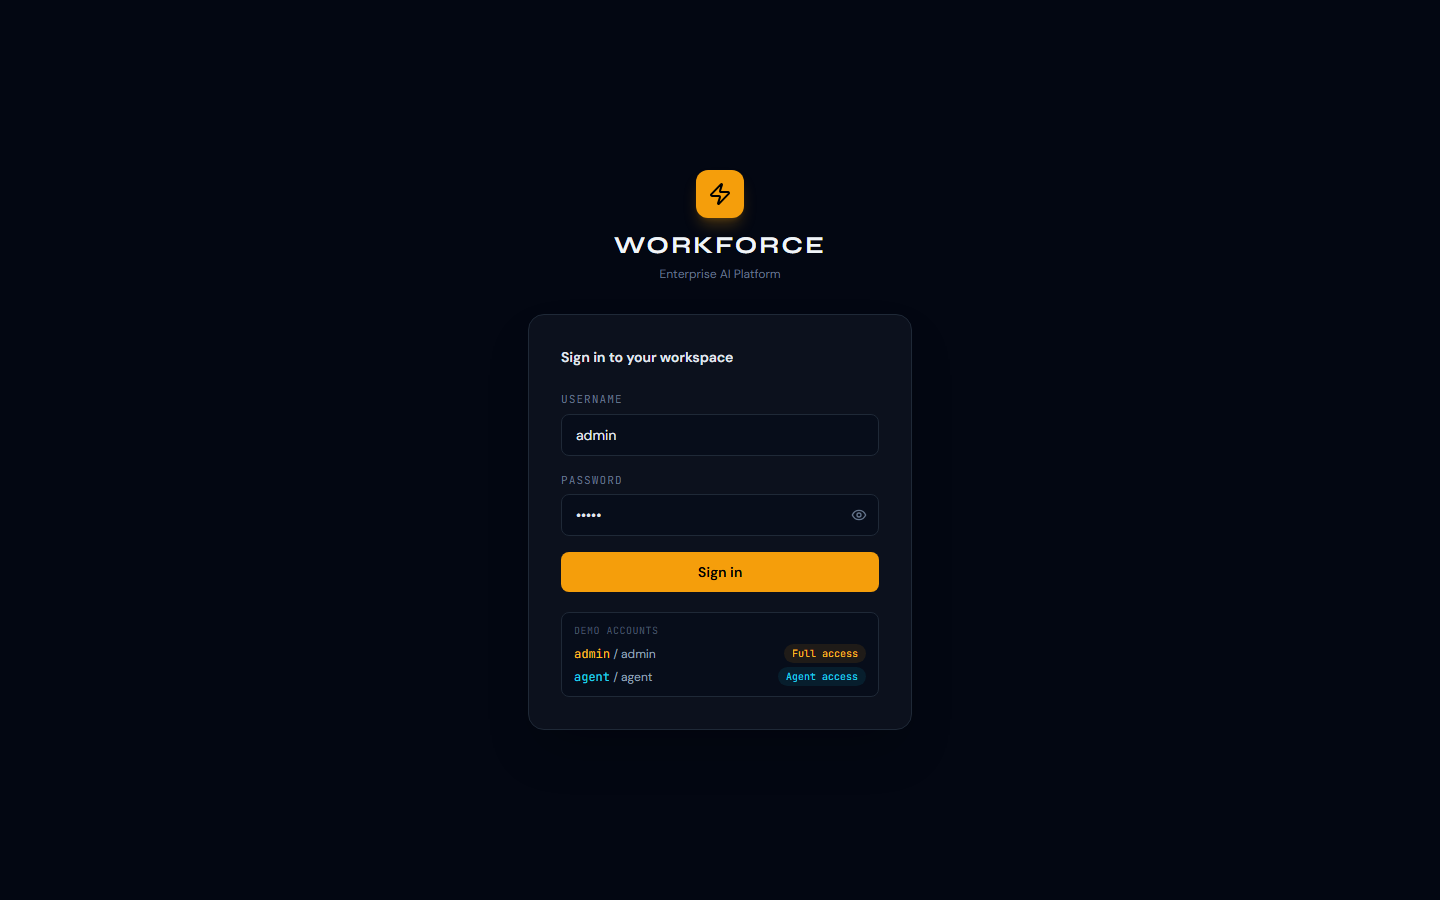 WORKFORCE
Enterprise AI Platform
Sign in to your workspace
USERNAME
admin
PASSWORD
•••••
Sign in
DEMO ACCOUNTS
admin / admin Full access
agent / agent Agent access